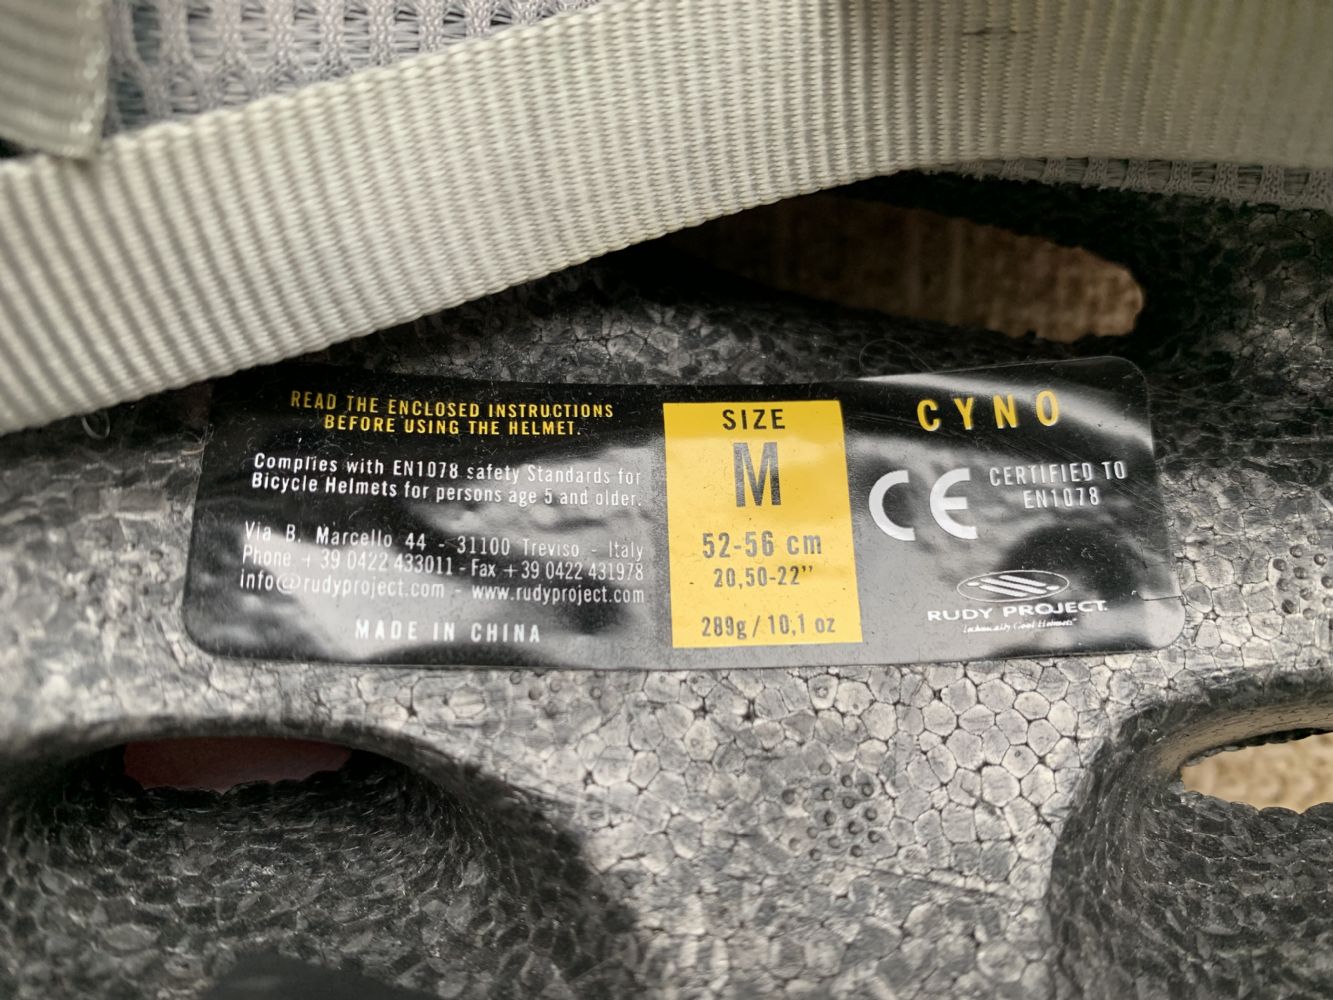 READ THE ENCLOSED INSTRUCTIONS
BEFORE USING THE HELMET.
Complies with EN1078 safety Standards for
Bicycle Helmets for persons age 5 and older.
Via B. Marcello 44 - 31100 Treviso - Italy
Phone + 39 0422 433011 - Fax + 39 0422 431978
info@rudyproject.com - www.rudyproject.com
MADE IN CHINA
SIZE
M
52-56 cm
20,50-22”
289g / 10,1 oz
CYNO
CE CERTIFIED TO
EN1078
RUDY PROJECT
Technically Cool Helmets™